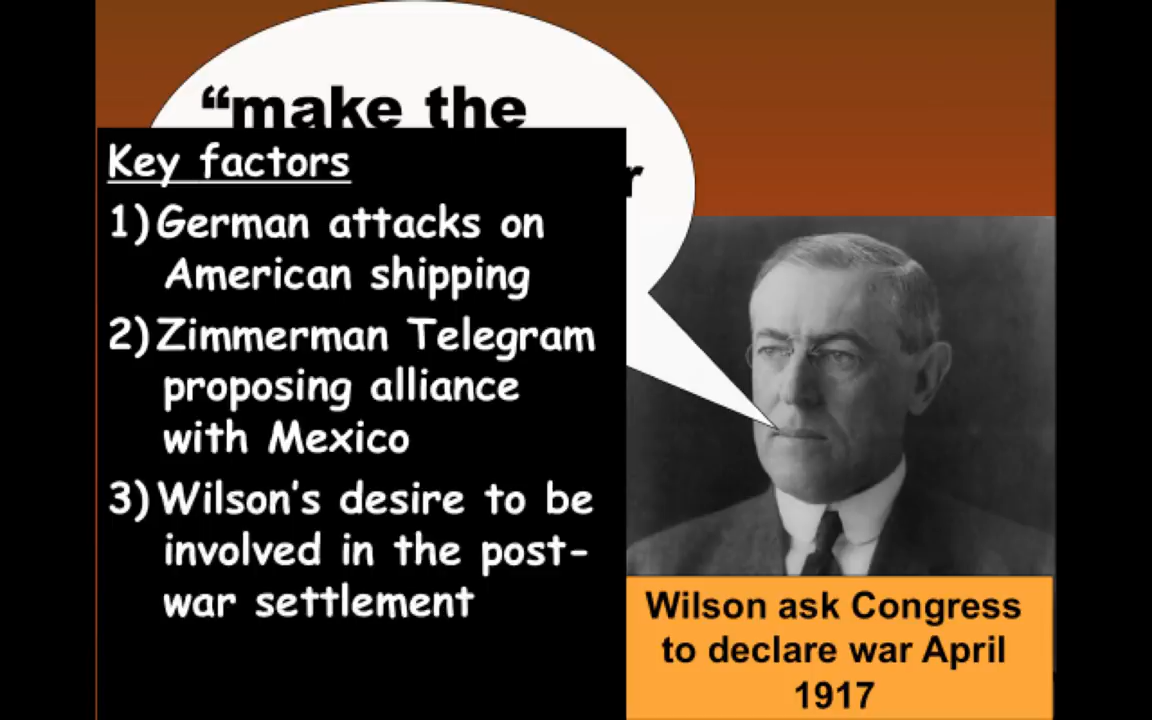 “make the
Key factors
1) German attacks on
American shipping
2) Zimmerman Telegram
proposing alliance
with Mexico
3) Wilson's desire to be
involved in the post-
war settlement
Wilson ask Congress
to declare war April
1917